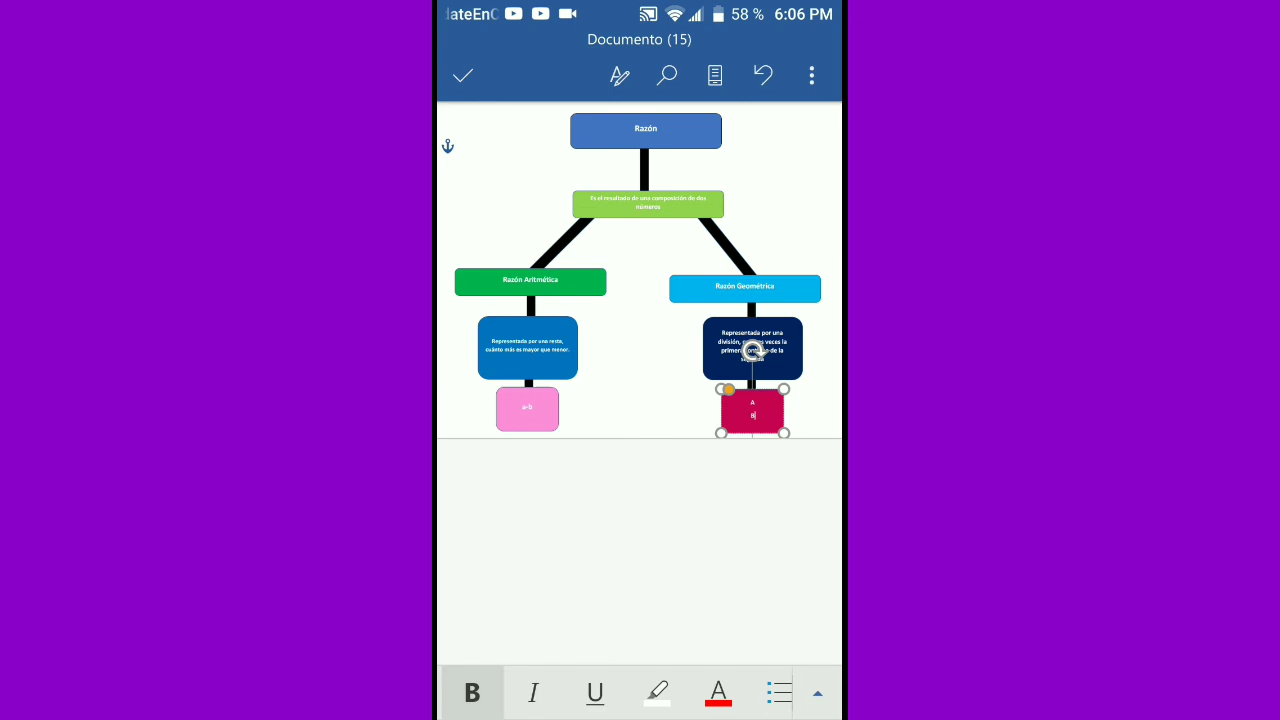 lateEnC 58 % 6:06 PM
Documento (15)
Razón
Es el resultado de una composición de dos
números
Razón Aritmética
Razón Geométrica
Representada por una resta,
cuánto más es mayor que menor.
Representada por una
división, veces la
primera de la
a-b
A
B
B I U A